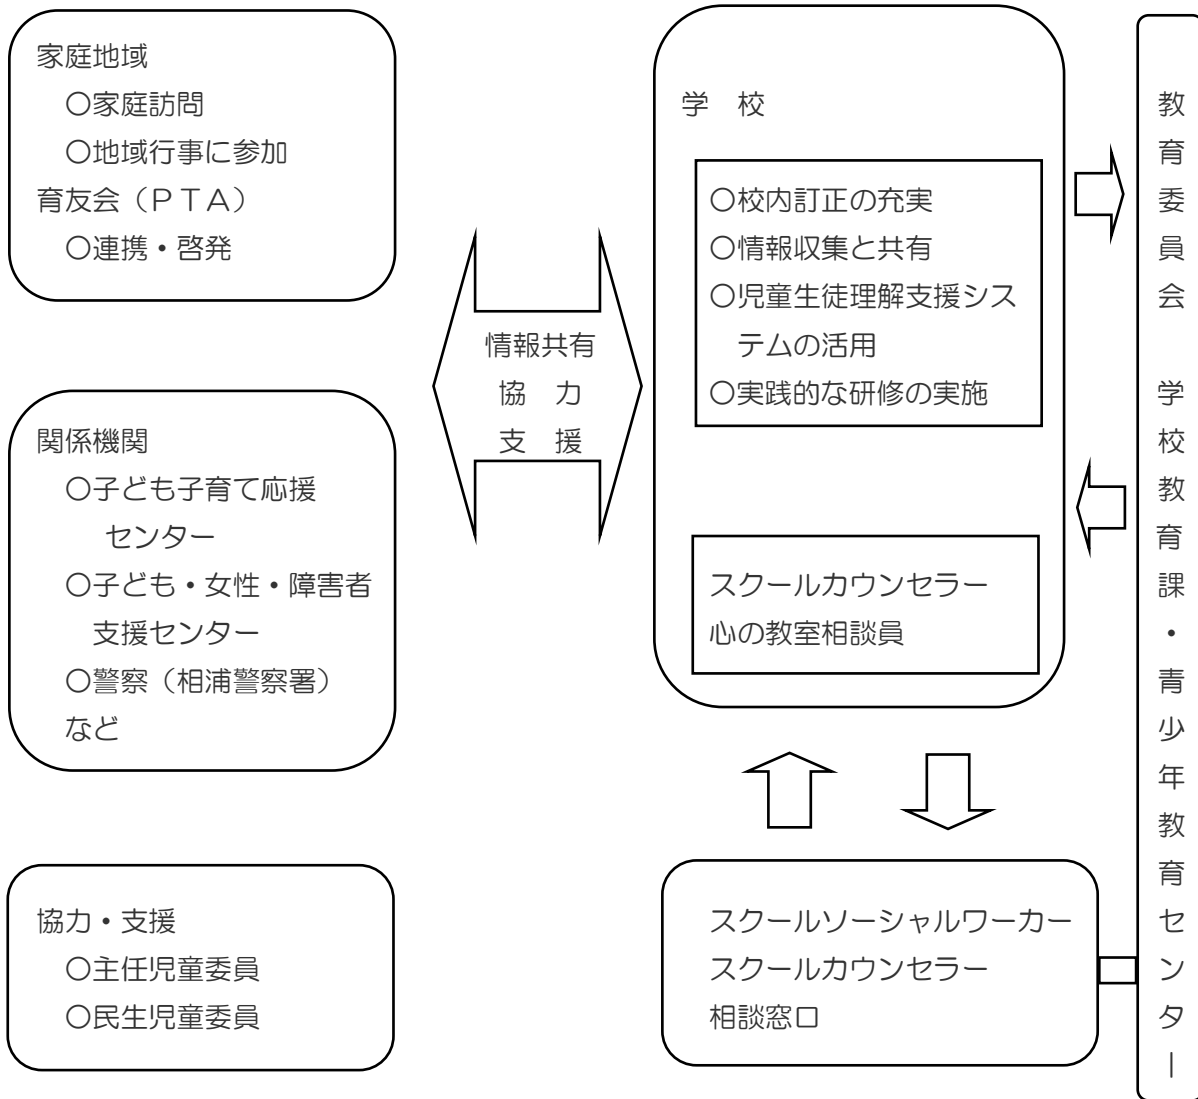 家庭地域
○家庭訪問
○地域行事に参加
育友会（ＰＴＡ）
○連携・啓発
関係機関
○子ども子育て応援
センター
○子ども・女性・障害者
支援センター
○警察（相浦警察署）
など
協力・支援
○主任児童委員
○民生児童委員
情報共有
協　力
支　援
学　校
○校内訂正の充実
○情報収集と共有
○児童生徒理解支援シス
テムの活用
○実践的な研修の実施
スクールカウンセラー
心の教室相談員
スクールソーシャルワーカー
スクールカウンセラー
相談窓口
教育委員会　学校教育課・青少年教育センター